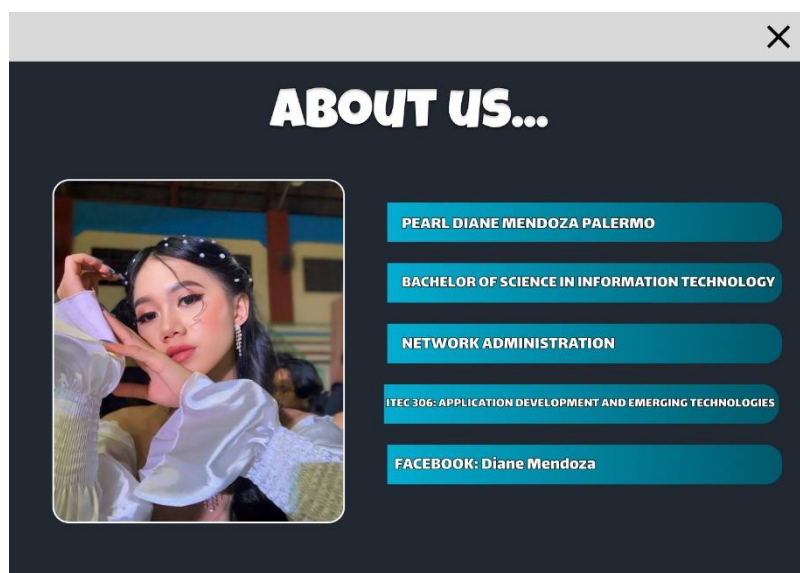 ABOUT US...
PEARL DIANE MENDOZA PALERMO
BACHELOR OF SCIENCE IN INFORMATION TECHNOLOGY
NETWORK ADMINISTRATION
ITEC 306: APPLICATION DEVELOPMENT AND EMERGING TECHNOLOGIES
FACEBOOK: Diane Mendoza